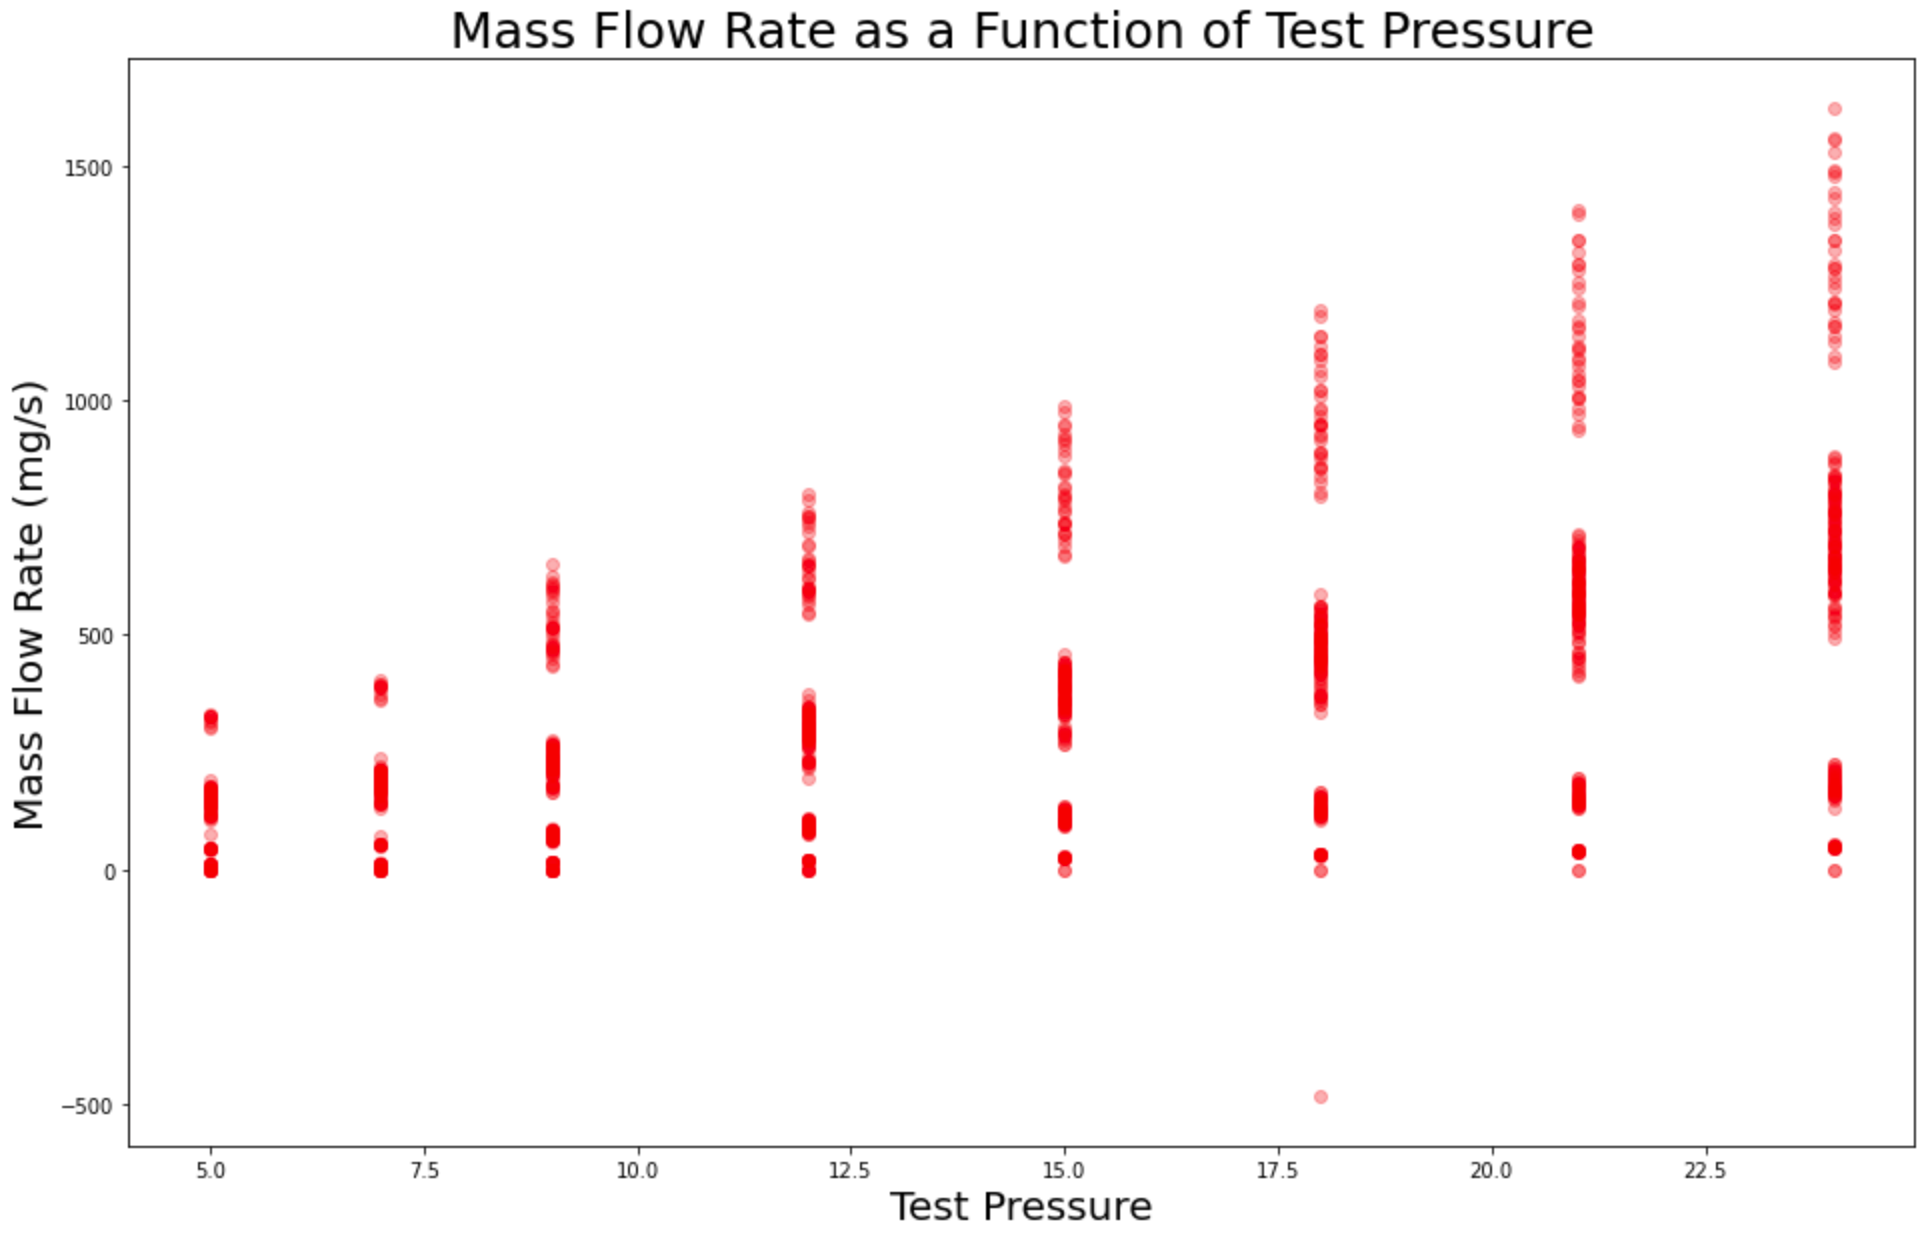 Mass Flow Rate as a Function of Test Pressure
Mass Flow Rate (mg/s)
1500
1000
500
0
−500
5.0 7.5 10.0 12.5 15.0 17.5 20.0 22.5
Test Pressure